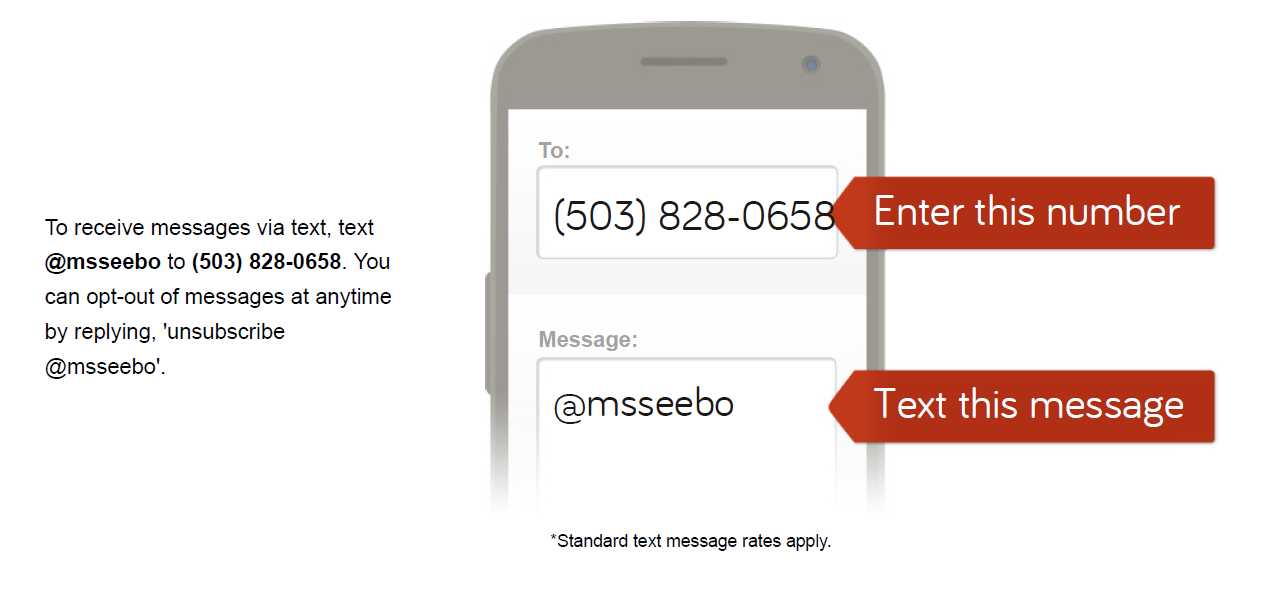 To receive messages via text, text
@msseebo to (503) 828-0658. You
can opt-out of messages at anytime
by replying, 'unsubscribe
@msseebo'.
To:
(503) 828-0658
Enter this number
Message:
@msseebo
Text this message
*Standard text message rates apply.